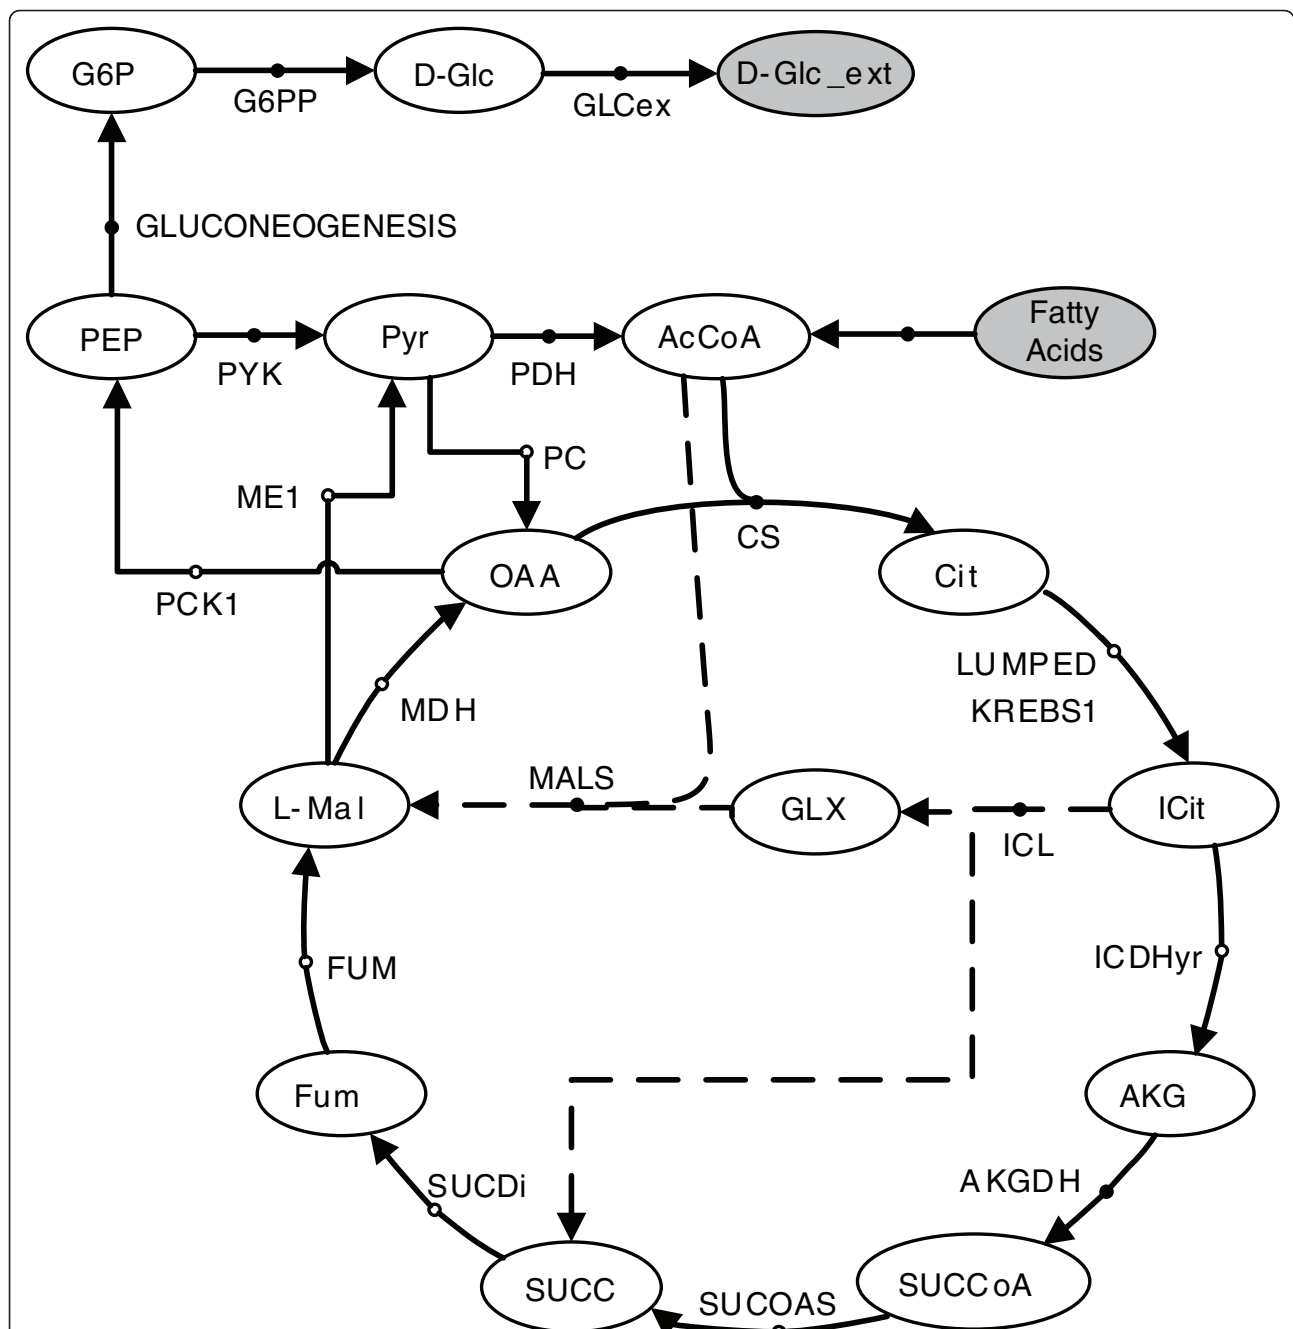 G6P
G6PP
D-Glc
GLCex
D-Glc_ext
GLUCONEOGENESIS
PEP
PYK
Pyr
PDH
AcCoA
Fatty
Acids
ME1
PC
PCK1
OAA
CS
Cit
LUMPED
KREBS1
MDH
L-Mal
MALS
GLX
ICL
ICit
FUM
ICDHyr
Fum
AKG
SUCDi
AKGDH
SUCC
SUCOAS
SUCCoA